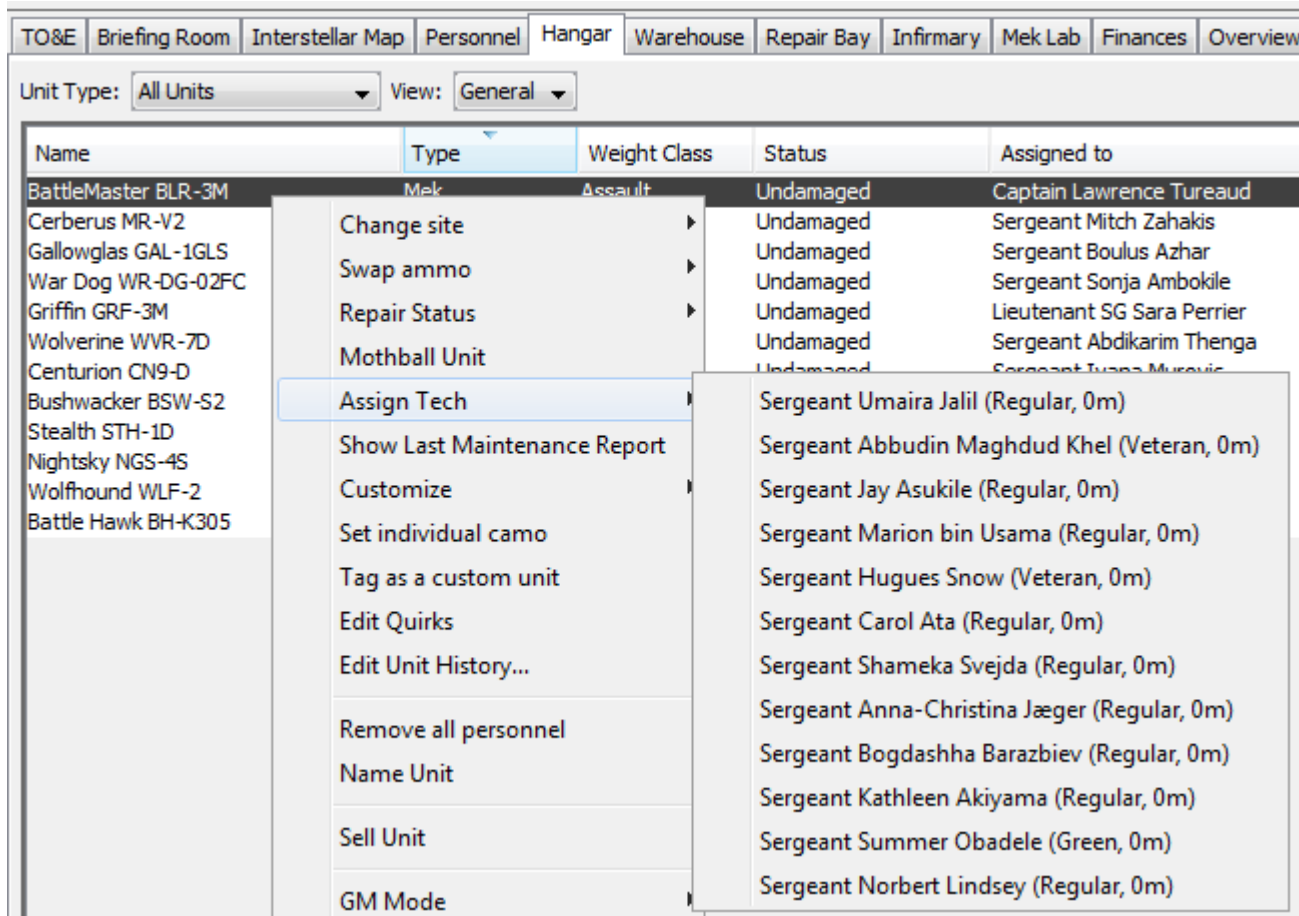 TO&E Briefing Room Interstellar Map Personnel Hangar Warehouse Repair Bay Infirmary Mek Lab Finances Overview
Unit Type: All Units View: General
Name Type Weight Class Status Assigned to
BattleMaster BLR-3M Mek Assault Undamaged Captain Lawrence Tureaud
Cerberus MR-V2 Undamaged Sergeant Mitch Zahakis
Gallowglas GAL-1GLS Undamaged Sergeant Boulus Azhar
War Dog WR-DG-02FC Undamaged Sergeant Sonja Ambokile
Griffin GRF-3M Undamaged Lieutenant SG Sara Perrier
Wolverine WVR-7D Undamaged Sergeant Abdikarim Thenga
Centurion CN9-D Undamaged Sergeant Ivana Murovic
Bushwacker BSW-S2
Stealth STH-1D
Nightsky NGS-4S
Wolfhound WLF-2
Battle Hawk BH-K305
Change site
Swap ammo
Repair Status
Mothball Unit
Assign Tech
Show Last Maintenance Report
Customize
Set individual camo
Tag as a custom unit
Edit Quirks
Edit Unit History...
Remove all personnel
Name Unit
Sell Unit
GM Mode
Sergeant Umaira Jalil (Regular, 0m)
Sergeant Abbudin Maghdud Khel (Veteran, 0m)
Sergeant Jay Asukile (Regular, 0m)
Sergeant Marion bin Usama (Regular, 0m)
Sergeant Hugues Snow (Veteran, 0m)
Sergeant Carol Ata (Regular, 0m)
Sergeant Shameka Svejda (Regular, 0m)
Sergeant Anna-Christina Jæger (Regular, 0m)
Sergeant Bogdashha Barazbiev (Regular, 0m)
Sergeant Kathleen Akiyama (Regular, 0m)
Sergeant Summer Obadele (Green, 0m)
Sergeant Norbert Lindsey (Regular, 0m)